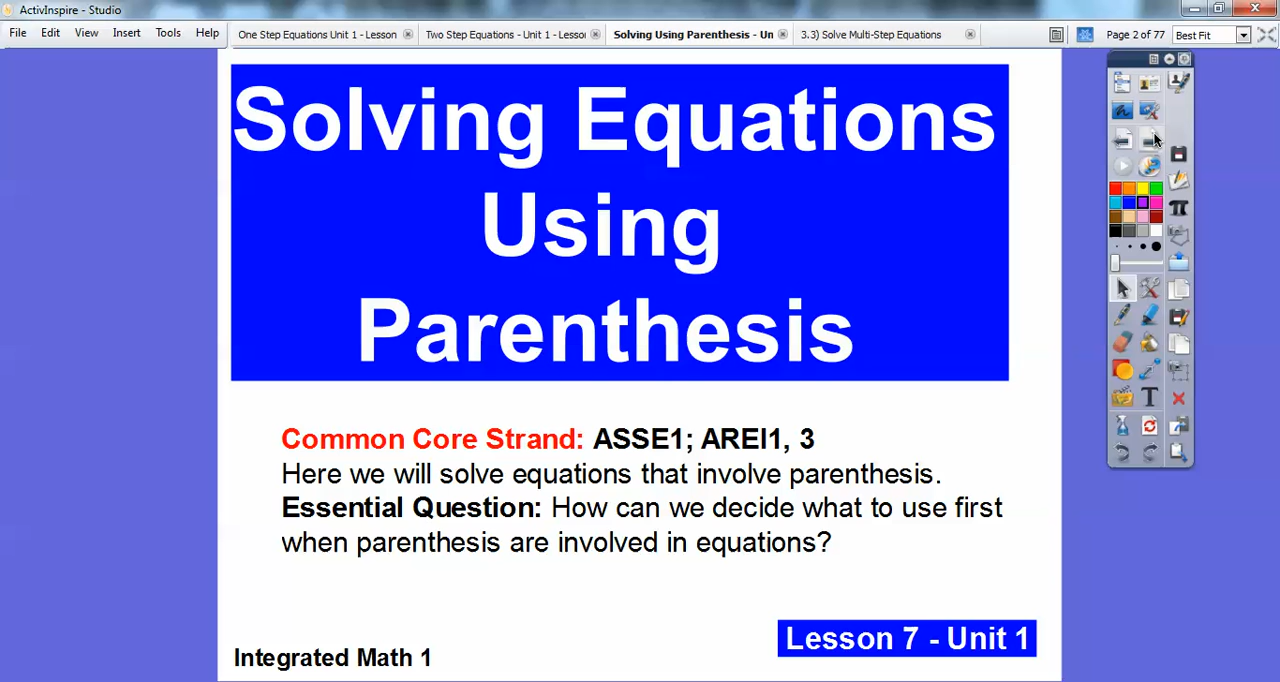 ActivInspire - Studio
File Edit View Insert Tools Help
One Step Equations Unit 1 - Lesson
Two Step Equations - Unit 1 - Lessor
Solving Using Parenthesis - Un
3.3) Solve Multi-Step Equations
Page 2 of 77
Best Fit
Solving Equations
Using
Parenthesis
Common Core Strand: ASSE1; AREI1, 3
Here we will solve equations that involve parenthesis.
Essential Question: How can we decide what to use first
when parenthesis are involved in equations?
Lesson 7 - Unit 1
Integrated Math 1